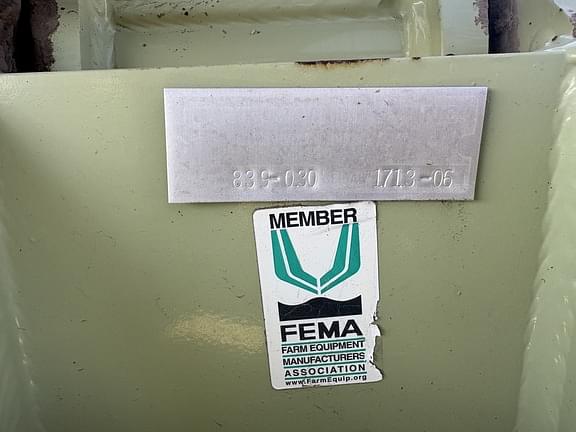 839-030 1713-06
MEMBER
FEMA
FARM EQUIPMENT
MANUFACTURERS
ASSOCIATION
www.FarmEquip.org